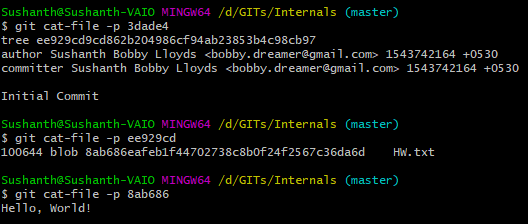 Sushanth@Sushanth-VAIO MINGW64 /d/GITs/Internals (master)
$ git cat-file -p 3dade4
tree ee929cd9cd862b204986cf94ab23853b4c98cb97
author Sushanth Bobby Lloyds <bobby.dreamer@gmail.com> 1543742164 +0530
committer Sushanth Bobby Lloyds <bobby.dreamer@gmail.com> 1543742164 +0530
Initial Commit
Sushanth@Sushanth-VAIO MINGW64 /d/GITs/Internals (master)
$ git cat-file -p ee929cd
100644 blob 8ab686eafeb1f44702738c8b0f24f2567c36da6d    HW.txt
Sushanth@Sushanth-VAIO MINGW64 /d/GITs/Internals (master)
$ git cat-file -p 8ab686
Hello, World!